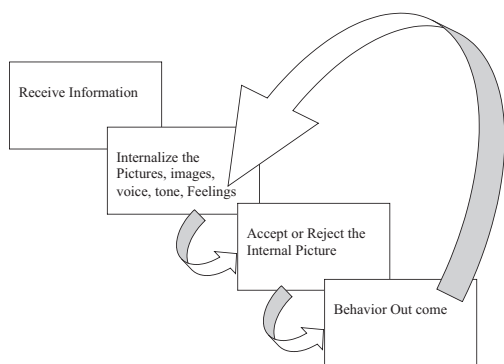 Receive Information
Internalize the
Pictures, images,
voice, tone, Feelings
Accept or Reject the
Internal Picture
Behavior Out come